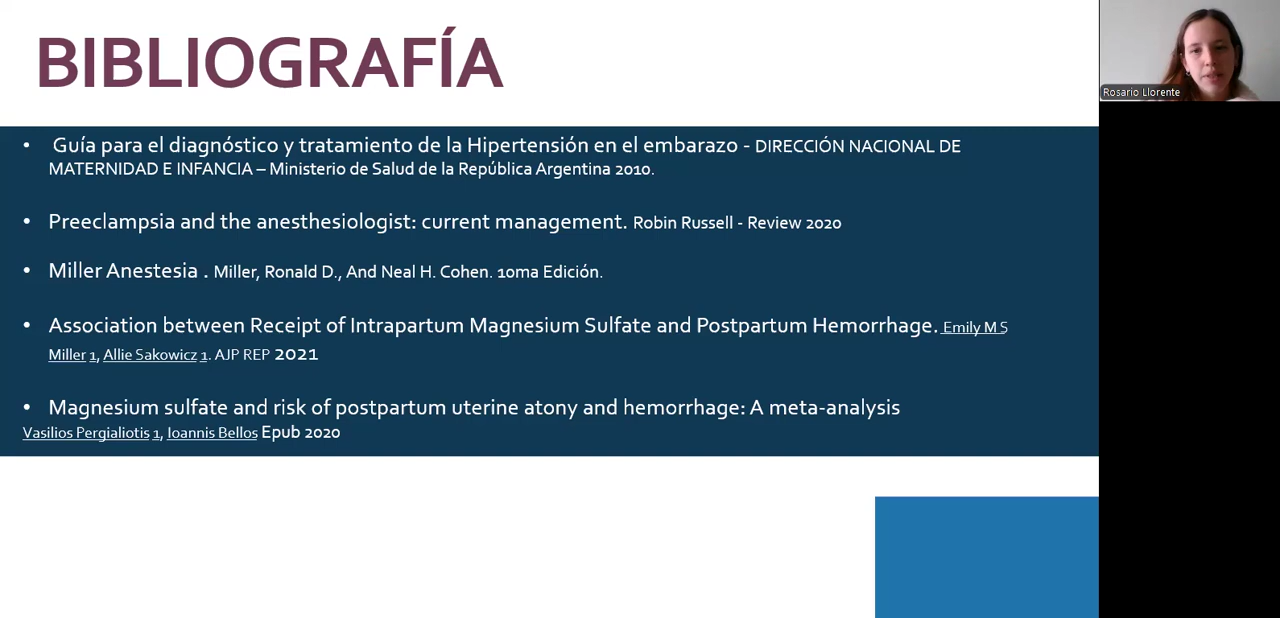 BIBLIOGRAFÍA
Rosario Llorente
• Guía para el diagnóstico y tratamiento de la Hipertensión en el embarazo - DIRECCIÓN NACIONAL DE
MATERNIDAD E INFANCIA – Ministerio de Salud de la República Argentina 2010.
• Preeclampsia and the anesthesiologist: current management. Robin Russell - Review 2020
• Miller Anestesia . Miller, Ronald D., And Neal H. Cohen. 10ma Edición.
• Association between Receipt of Intrapartum Magnesium Sulfate and Postpartum Hemorrhage. Emily M S
Miller 1, Allie Sakowicz 1. AJP REP 2021
• Magnesium sulfate and risk of postpartum uterine atony and hemorrhage: A meta-analysis
Vasilios Pergialiotis 1, Ioannis Bellos Epub 2020